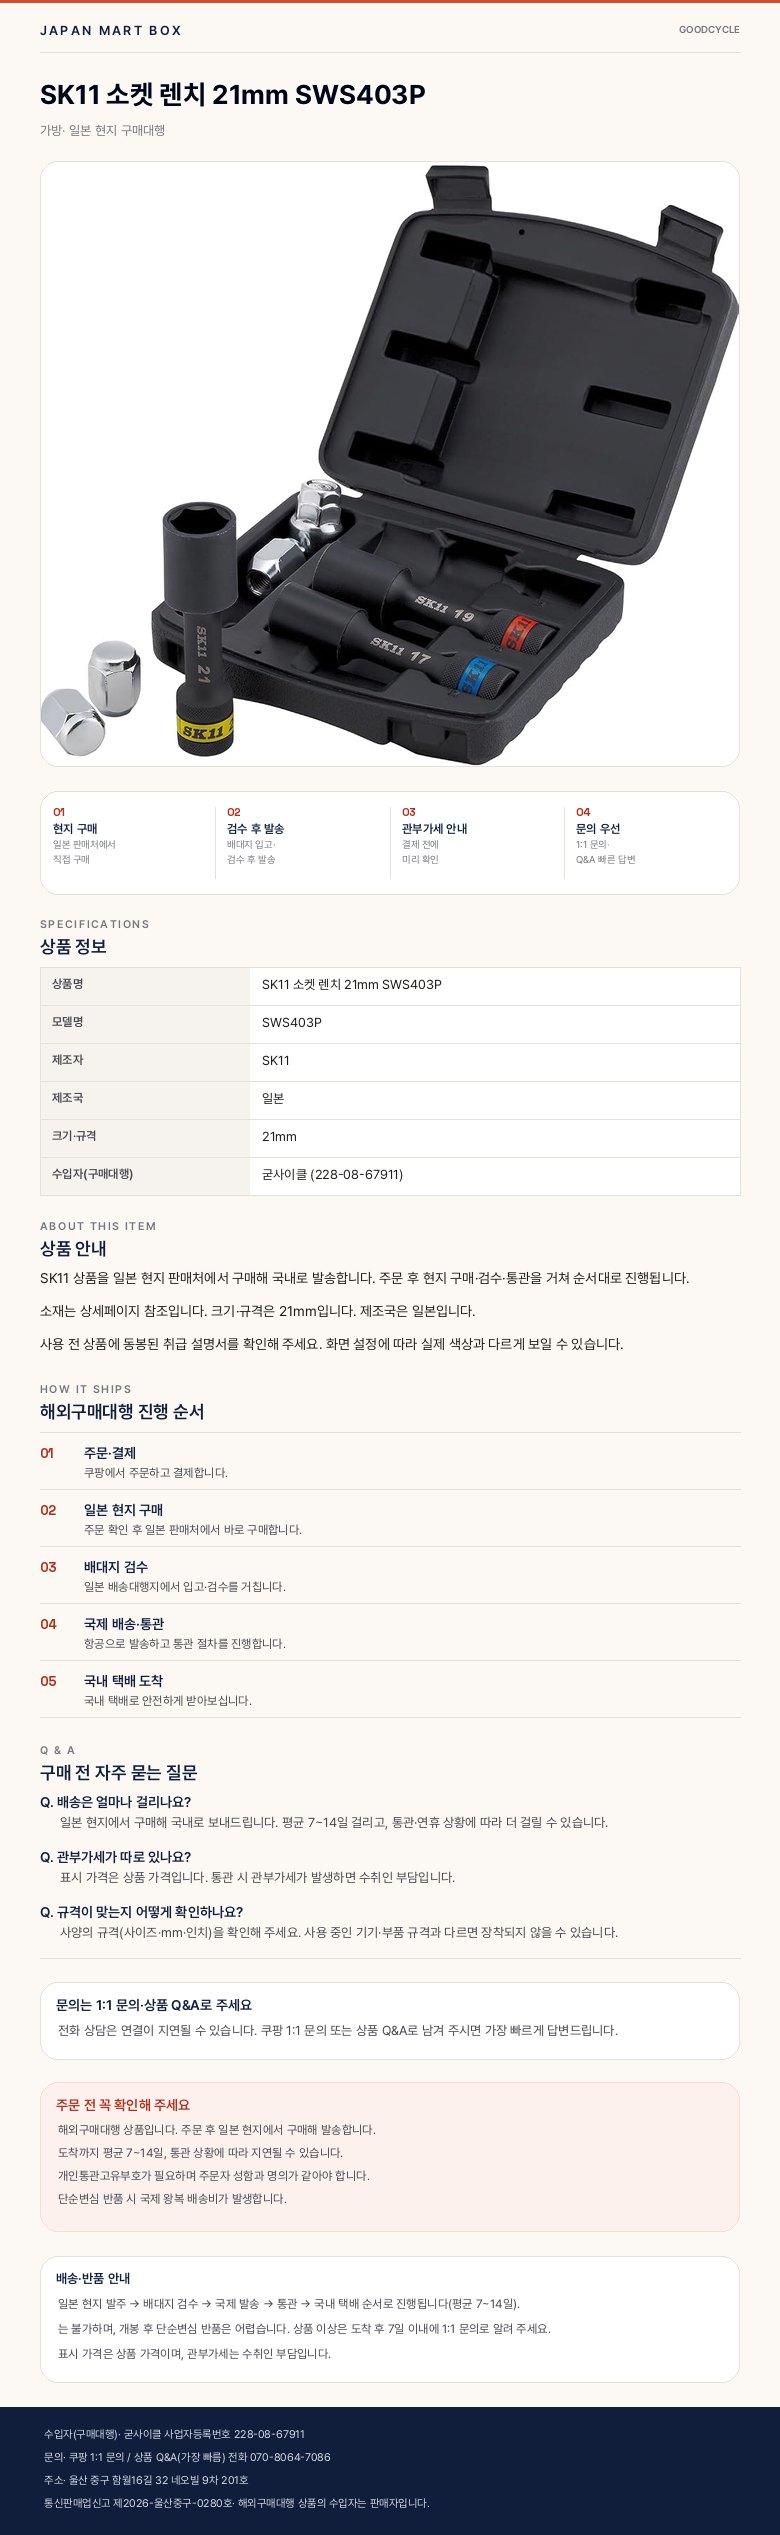 JAPAN MART BOX
GOODCYCLE
SK11 소켓 렌치 21mm SWS403P
가방· 일본 현지 구매대행
SK11 19
SK11
SK11 17
SK11
SK11 21
SK11 2
01
현지 구매
일본 판매처에서
직접 구매
02
검수 후 발송
배대지 입고·
검수 후 발송
03
관부가세 안내
결제 전에
미리 확인
04
문의 우선
1:1 문의·
Q&A 빠른 답변
SPECIFICATIONS
상품 정보
상품명 SK11 소켓 렌치 21mm SWS403P
모델명 SWS403P
제조자 SK11
제조국 일본
크기·규격 21mm
수입자(구매대행) 굳사이클 (228-08-67911)
ABOUT THIS ITEM
상품 안내
SK11 상품을 일본 현지 판매처에서 구매해 국내로 발송합니다. 주문 후 현지 구매·검수·통관을 거쳐 순서대로 진행됩니다.
소재는 상세페이지 참조입니다. 크기·규격은 21mm입니다. 제조국은 일본입니다.
사용 전 상품에 동봉된 취급 설명서를 확인해 주세요. 화면 설정에 따라 실제 색상과 다르게 보일 수 있습니다.
HOW IT SHIPS
해외구매대행 진행 순서
01 주문·결제
쿠팡에서 주문하고 결제합니다.
02 일본 현지 구매
주문 확인 후 일본 판매처에서 바로 구매합니다.
03 배대지 검수
일본 배송대행지에서 입고·검수를 거칩니다.
04 국제 배송·통관
항공으로 발송하고 통관 절차를 진행합니다.
05 국내 택배 도착
국내 택배로 안전하게 받아보십니다.
Q & A
구매 전 자주 묻는 질문
Q. 배송은 얼마나 걸리나요?
일본 현지에서 구매해 국내로 보내드립니다. 평균 7~14일 걸리고, 통관·연휴 상황에 따라 더 걸릴 수 있습니다.
Q. 관부가세가 따로 있나요?
표시 가격은 상품 가격입니다. 통관 시 관부가세가 발생하면 수취인 부담입니다.
Q. 규격이 맞는지 어떻게 확인하나요?
사양의 규격(사이즈·mm·인치)을 확인해 주세요. 사용 중인 기기·부품 규격과 다르면 장착되지 않을 수 있습니다.
문의는 1:1 문의·상품 Q&A로 주세요
전화 상담은 연결이 지연될 수 있습니다. 쿠팡 1:1 문의 또는 상품 Q&A로 남겨 주시면 가장 빠르게 답변드립니다.
주문 전 꼭 확인해 주세요
해외구매대행 상품입니다. 주문 후 일본 현지에서 구매해 발송합니다.
도착까지 평균 7~14일, 통관 상황에 따라 지연될 수 있습니다.
개인통관고유부호가 필요하며 주문자 성함과 명의가 같아야 합니다.
단순변심 반품 시 국제 왕복 배송비가 발생합니다.
배송·반품 안내
일본 현지 발주 → 배대지 검수 → 국제 발송 → 통관 → 국내 택배 순서로 진행됩니다(평균 7~14일).
는 불가하며, 개봉 후 단순변심 반품은 어렵습니다. 상품 이상은 도착 후 7일 이내에 1:1 문의로 알려 주세요.
표시 가격은 상품 가격이며, 관부가세는 수취인 부담입니다.
수입자(구매대행)· 굳사이클 사업자등록번호 228-08-67911
문의· 쿠팡 1:1 문의 / 상품 Q&A(가장 빠름) 전화 070-8064-7086
주소· 울산 중구 함월16길 32 네오빌 9차 201호
통신판매업신고 제2026-울산중구-0280호· 해외구매대행 상품의 수입자는 판매자입니다.